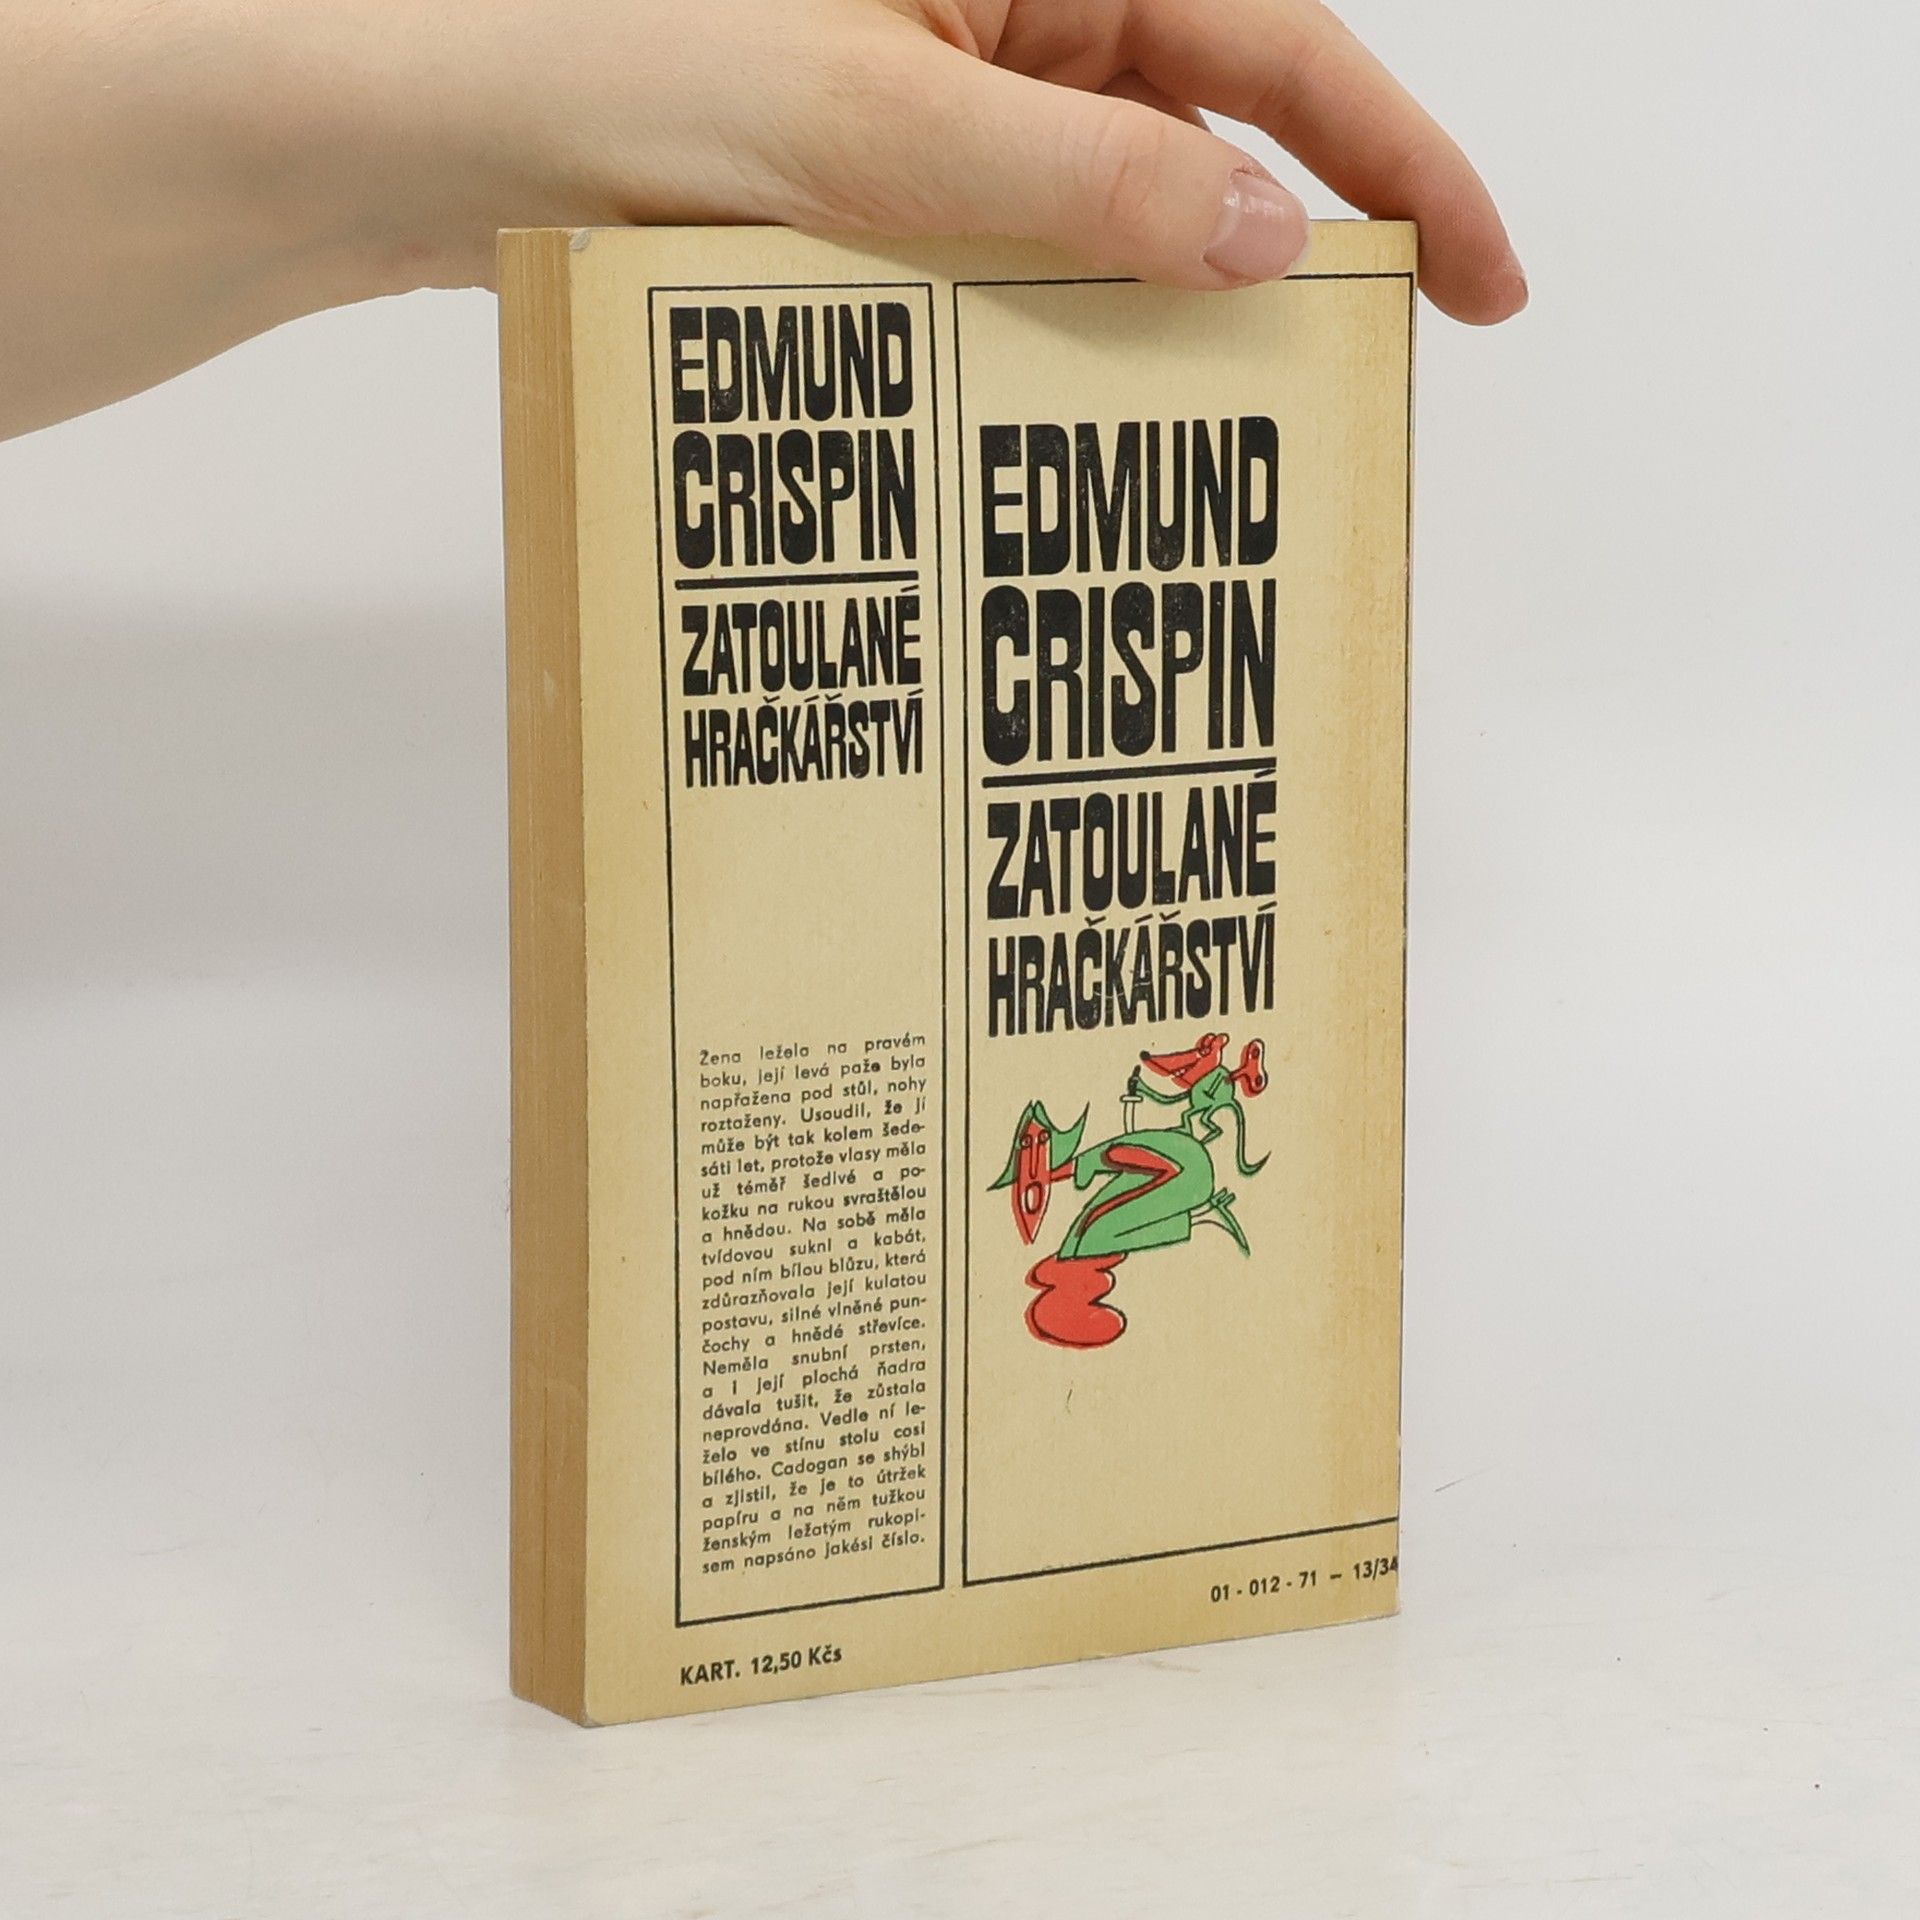 EDMUND
CRISPIN
ZATOULANÉ
HRAČKÁŘSTVÍ
Žena ležela na pravém
boku, její levá paže byla
napřažena pod stůl, nohy
roztaženy. Usoudil, že jí
může být tak kolem šede-
sáti let, protože vlasy měla
už téměř šedivé a po-
kožku na rukou svraštělou
a hnědou. Na sobě měla
tvídovou sukni a kabát,
pod ním bílou blůzu, která
zdůrazňovala její kulatou
postavu, silné vlněné pun-
čochy a hnědé střevíce.
Neměla snubní prsten,
a i její plochá ňadra
dávala tušit, že zůstala
neprovdána. Vedle ní le-
želo ve stínu stolu cosi
bílého. Cadogan se shýbl
a zjistil, že je to útržek
papíru a na něm tužkou
ženským ležatým rukopi-
sem napsáno jakési číslo.
KART. 12,50 Kčs
EDMUND
CRISPIN
ZATOULANÉ
HRAČKÁŘSTVÍ
01 - 012 - 71 — 13/34